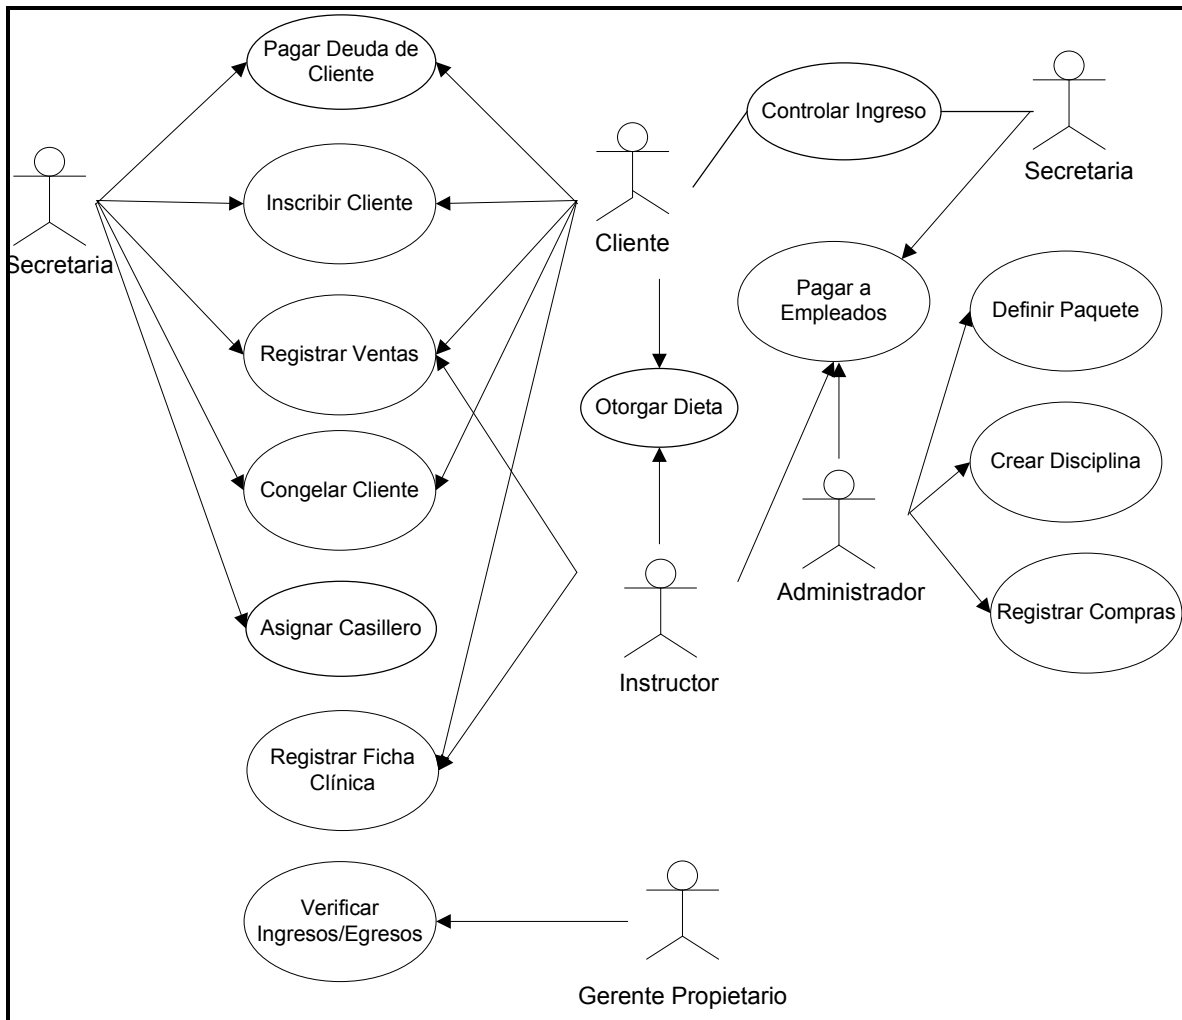 Pagar Deuda de
Cliente
Controlar Ingreso
Secretaria
Inscribir Cliente
Cliente
Secretaria
Pagar a
Empleados
Definir Paquete
Registrar Ventas
Otorgar Dieta
Crear Disciplina
Congelar Cliente
Administrador
Registrar Compras
Asignar Casillero
Instructor
Registrar Ficha
Clínica
Verificar
Ingresos/Egresos
Gerente Propietario